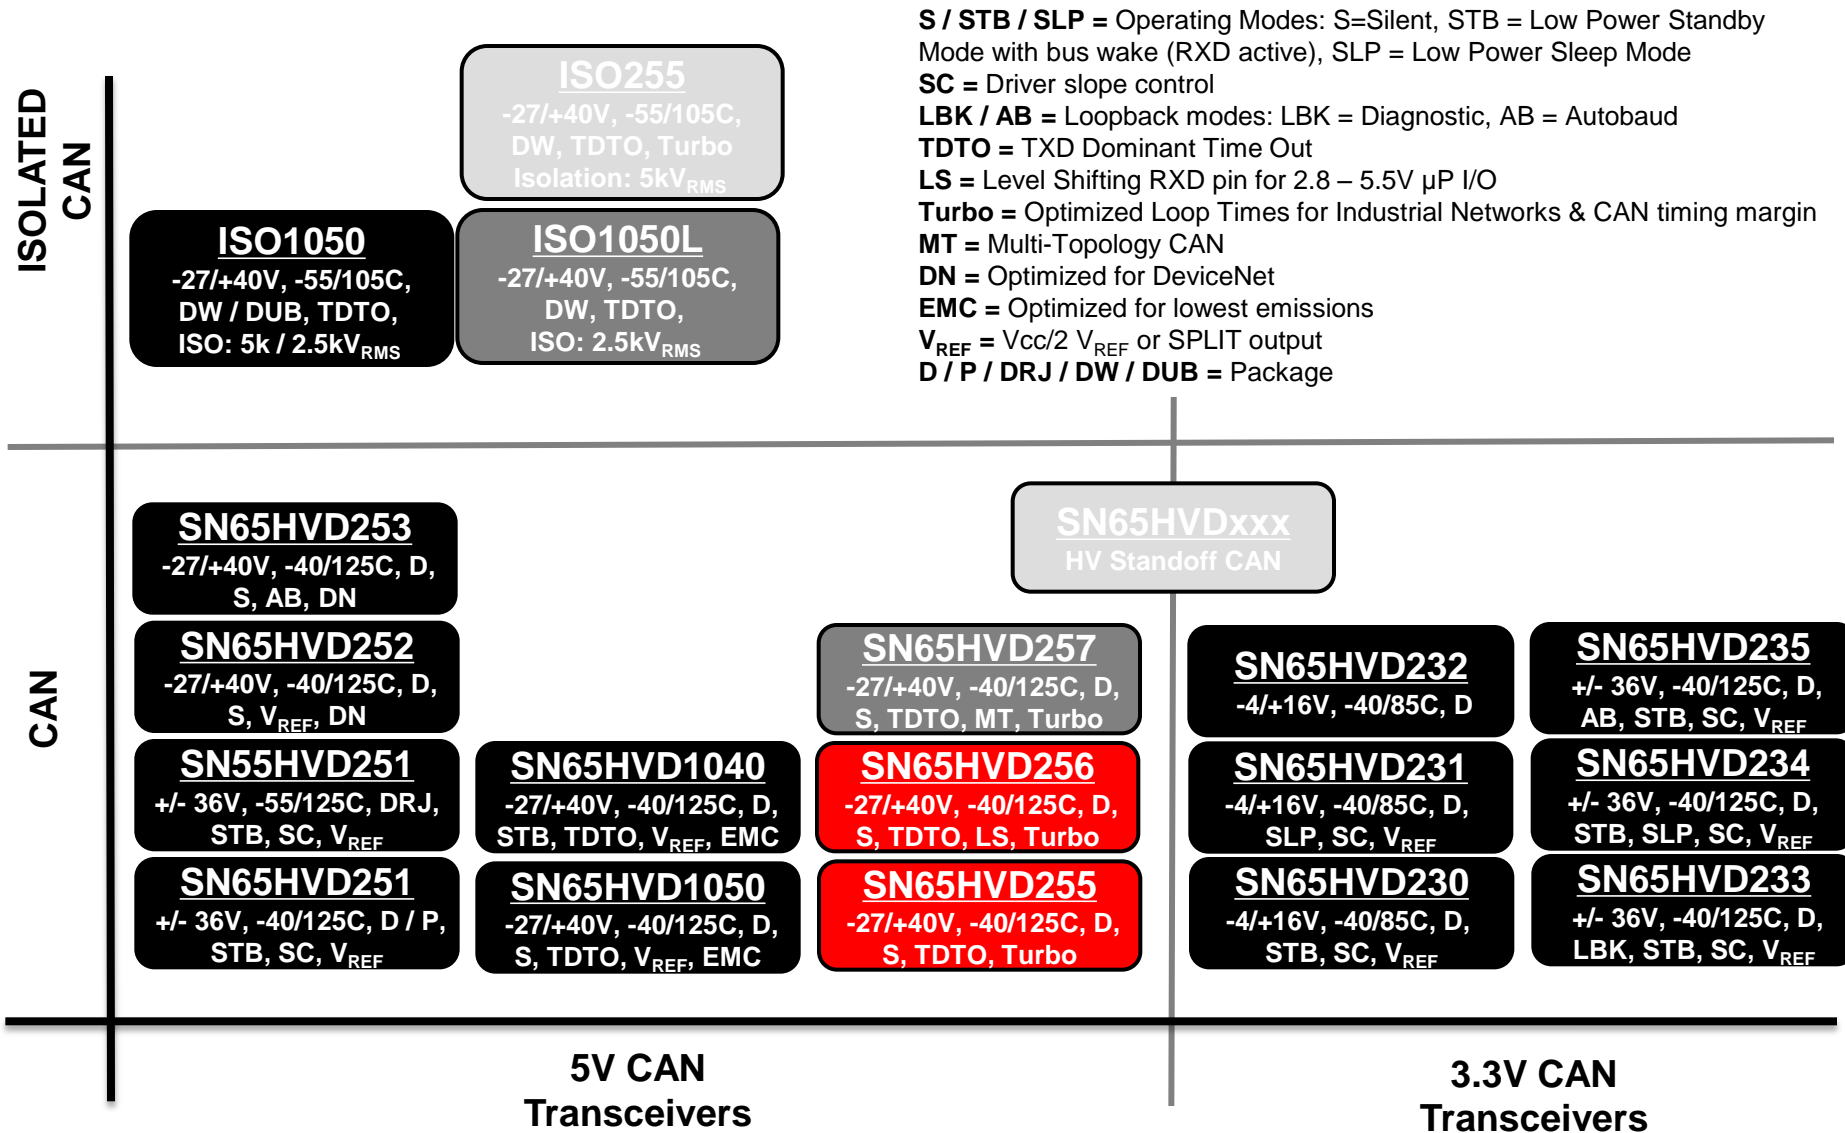 S / STB / SLP = Operating Modes: S=Silent, STB = Low Power Standby
Mode with bus wake (RXD active), SLP = Low Power Sleep Mode
SC = Driver slope control
LBK / AB = Loopback modes: LBK = Diagnostic, AB = Autobaud
TDTO = TXD Dominant Time Out
LS = Level Shifting RXD pin for 2.8 – 5.5V µP I/O
Turbo = Optimized Loop Times for Industrial Networks & CAN timing margin
MT = Multi-Topology CAN
DN = Optimized for DeviceNet
EMC = Optimized for lowest emissions
VREF = Vcc/2 VREF or SPLIT output
D / P / DRJ / DW / DUB = Package
ISOLATED
CAN
ISO255
-27/+40V, -55/105C,
DW, TDTO, Turbo
Isolation: 5kVRMS
ISO1050
-27/+40V, -55/105C,
DW / DUB, TDTO,
ISO: 5k / 2.5kVRMS
ISO1050L
-27/+40V, -55/105C,
DW, TDTO,
ISO: 2.5kVRMS
CAN
SN65HVD253
-27/+40V, -40/125C, D,
S, AB, DN
SN65HVD252
-27/+40V, -40/125C, D,
S, VREF, DN
SN55HVD251
+/- 36V, -55/125C, DRJ,
STB, SC, VREF
SN65HVD251
+/- 36V, -40/125C, D / P,
STB, SC, VREF
SN65HVD1040
-27/+40V, -40/125C, D,
STB, TDTO, VREF, EMC
SN65HVD1050
-27/+40V, -40/125C, D,
S, TDTO, VREF, EMC
SN65HVDxxx
HV Standoff CAN
SN65HVD257
-27/+40V, -40/125C, D,
S, TDTO, MT, Turbo
SN65HVD256
-27/+40V, -40/125C, D,
S, TDTO, LS, Turbo
SN65HVD255
-27/+40V, -40/125C, D,
S, TDTO, Turbo
SN65HVD232
-4/+16V, -40/85C, D
SN65HVD231
-4/+16V, -40/85C, D,
SLP, SC, VREF
SN65HVD230
-4/+16V, -40/85C, D,
STB, SC, VREF
SN65HVD235
+/- 36V, -40/125C, D,
AB, STB, SC, VREF
SN65HVD234
+/- 36V, -40/125C, D,
STB, SLP, SC, VREF
SN65HVD233
+/- 36V, -40/125C, D,
LBK, STB, SC, VREF
5V CAN
Transceivers
3.3V CAN
Transceivers